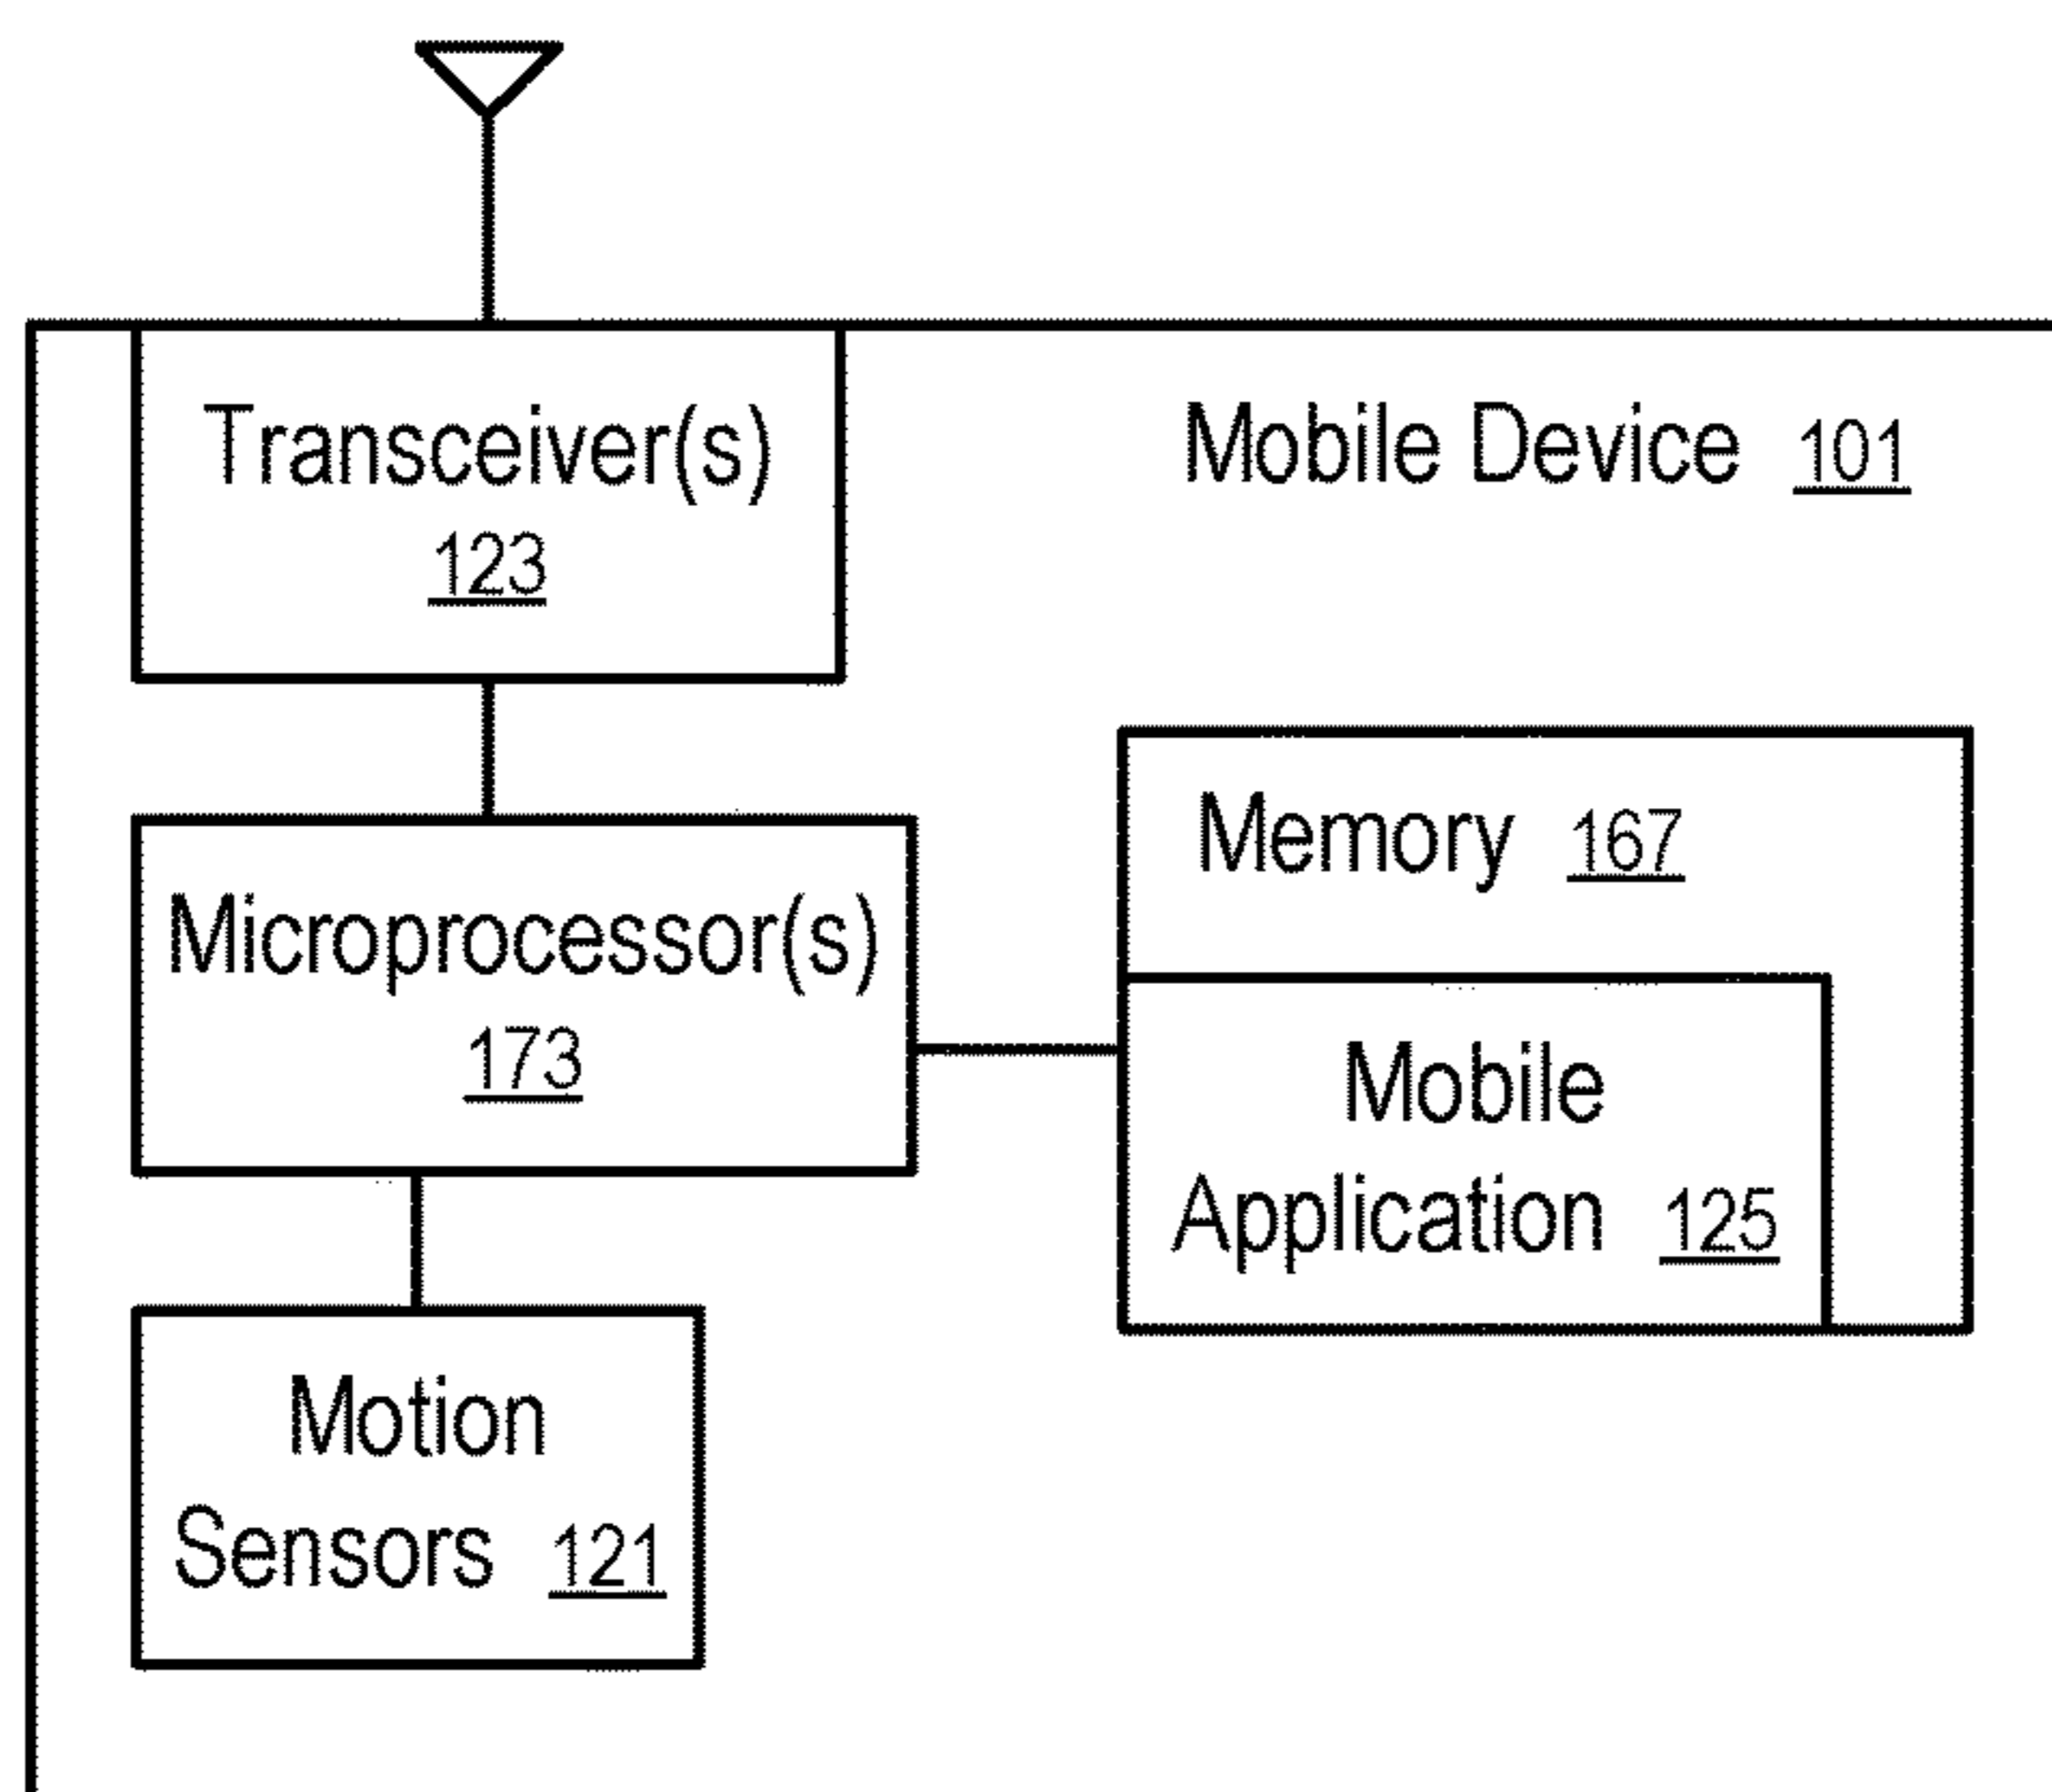 Transceiver(s)
123
Mobile Device 101
Memory 167
Microprocessor(s)
173
Mobile
Application 125
Motion
Sensors 121